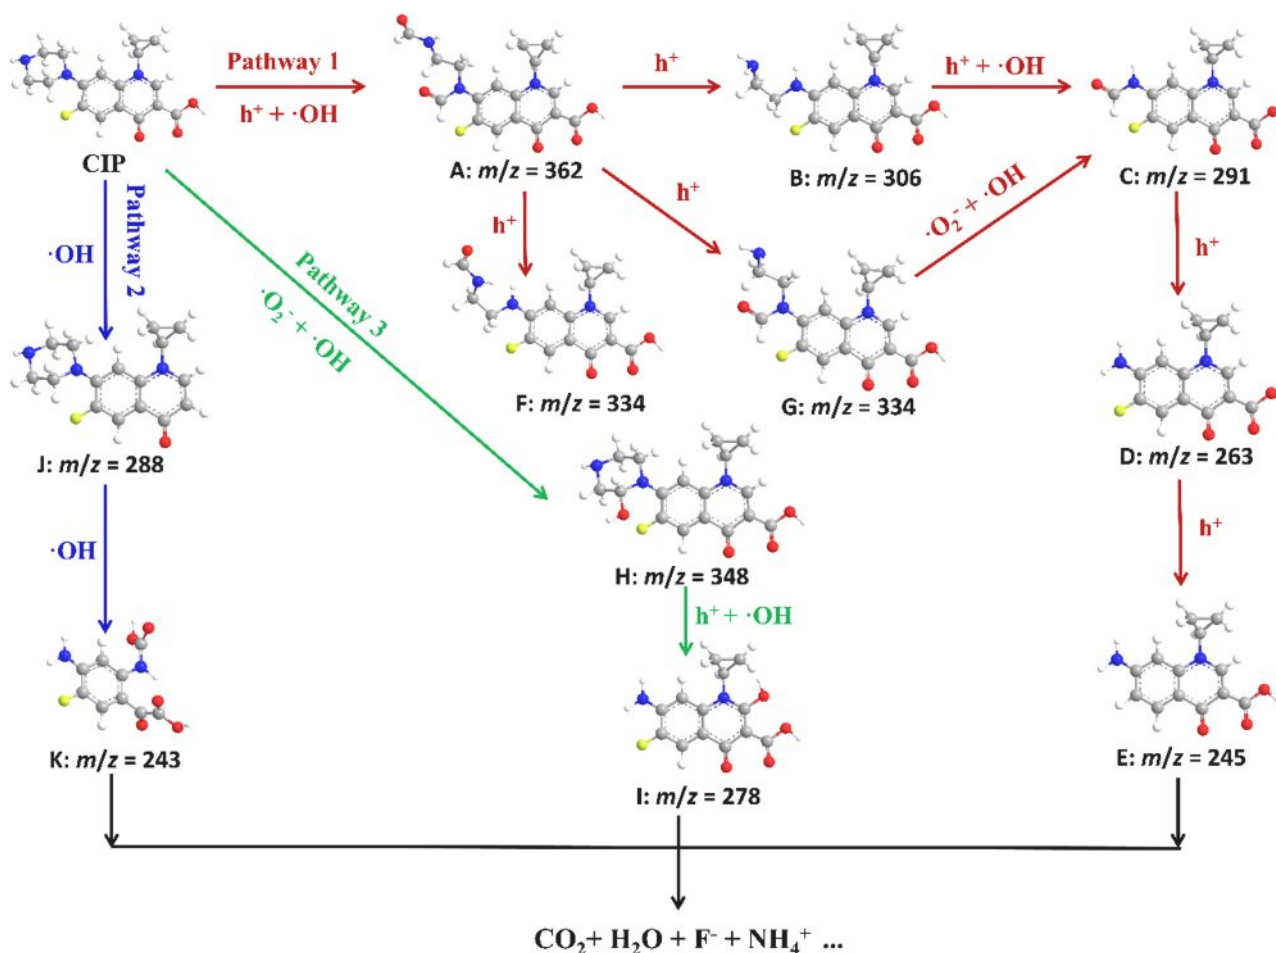 Pathway 1
h⁺ + ·OH
CIP
A: m/z = 362
h⁺
B: m/z = 306
h⁺ + ·OH
C: m/z = 291
Pathway 2
·OH
Pathway 3
·O₂⁻ + ·OH
h⁺
h⁺
·O₂⁻ + ·OH
h⁺
F: m/z = 334
G: m/z = 334
J: m/z = 288
D: m/z = 263
·OH
H: m/z = 348
h⁺
h⁺ + ·OH
K: m/z = 243
I: m/z = 278
E: m/z = 245
CO₂+ H₂O + F⁻ + NH₄⁺ ...